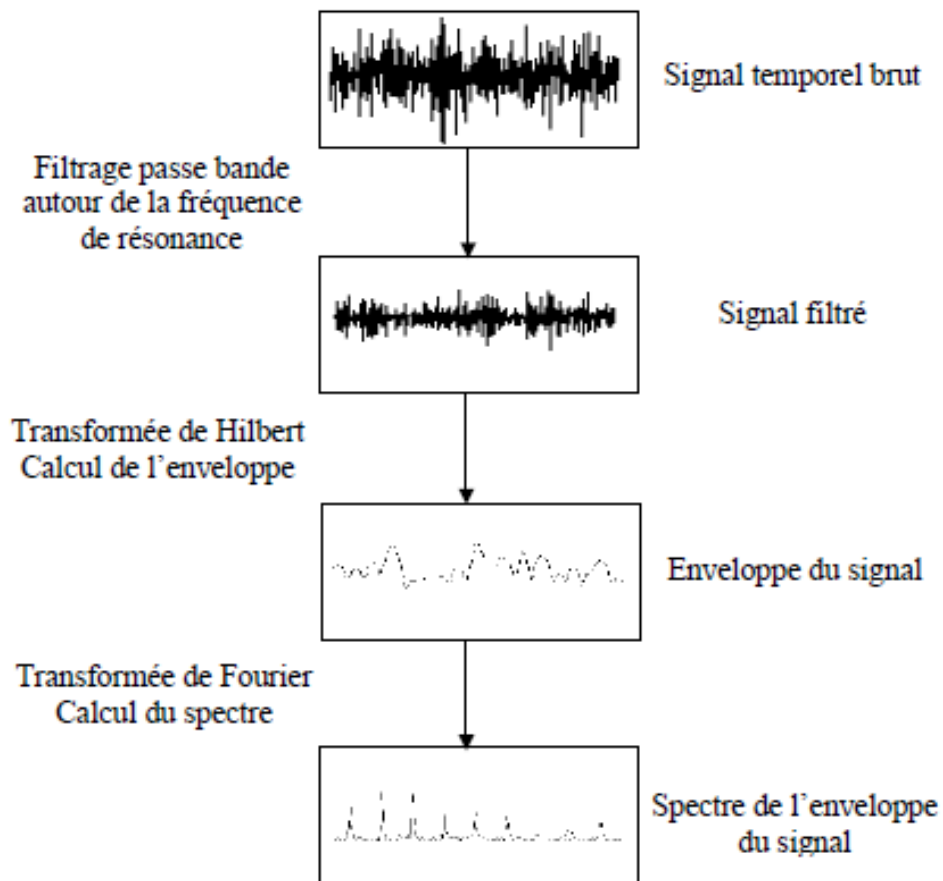 Signal temporel brut
Filtrage passe bande
autour de la fréquence
de résonance
Signal filtré
Transformée de Hilbert
Calcul de l'enveloppe
Enveloppe du signal
Transformée de Fourier
Calcul du spectre
Spectre de l'enveloppe
du signal